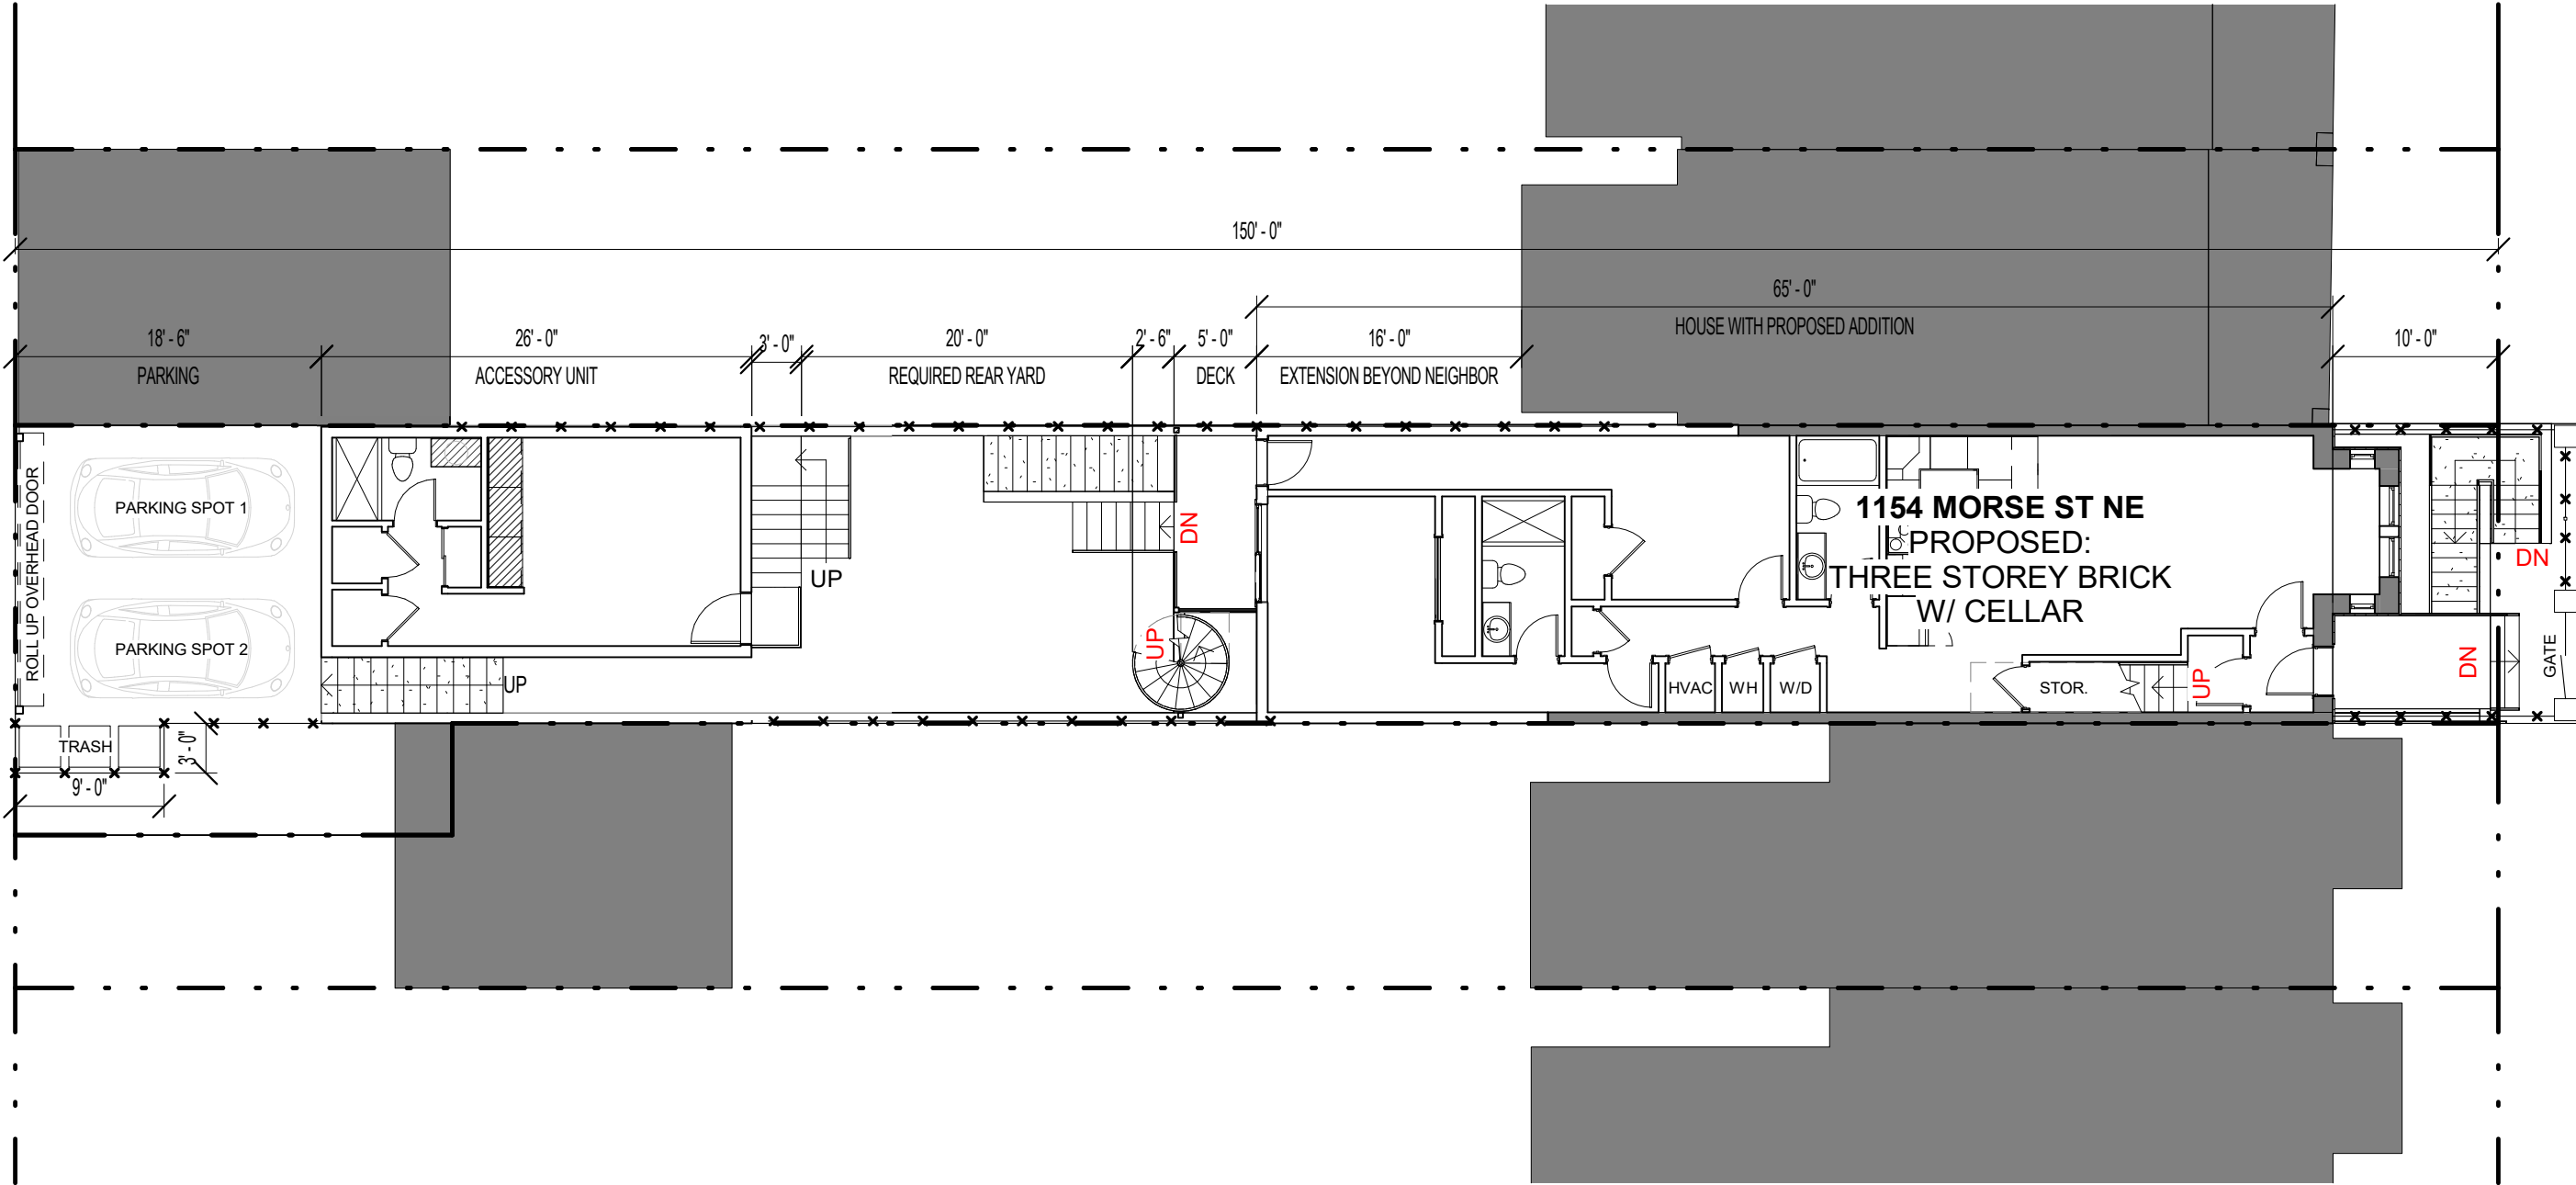 150' - 0"
65' - 0"
HOUSE WITH PROPOSED ADDITION
18' - 6"
26' - 0"
3' - 0"
20' - 0"
2' - 6"
5' - 0"
16' - 0"
10' - 0"
PARKING
ACCESSORY UNIT
REQUIRED REAR YARD
DECK
EXTENSION BEYOND NEIGHBOR
ROLL UP OVERHEAD DOOR
PARKING SPOT 1
PARKING SPOT 2
UP
UP
DN
UP
1154 MORSE ST NE
PROPOSED:
THREE STOREY BRICK
W/ CELLAR
HVAC
WH
W/D
STOR.
UP
DN
DN
GATE
TRASH
3' - 0"
9' - 0"